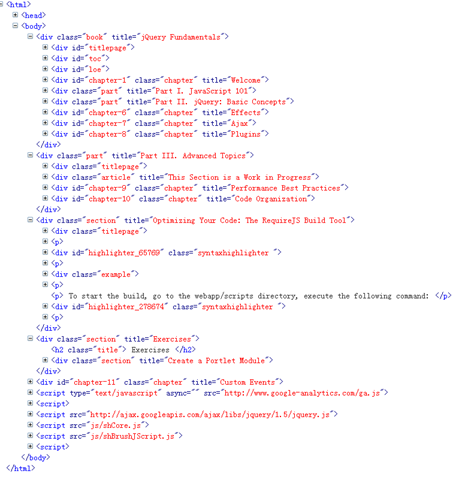 <html>
<head>
<body>
<div class="book" title="jQuery Fundamentals">
<div id="titlepage">
<div id="toc">
<div id="loe">
<div id="chapter-1" class="chapter" title="Welcome">
<div class="part" title="Part I. JavaScript 101">
<div class="part" title="Part II. jQuery: Basic Concepts">
<div id="chapter-6" class="chapter" title="Effects">
<div id="chapter-7" class="chapter" title="Ajax">
<div id="chapter-8" class="chapter" title="Plugins">
</div>
<div class="part" title="Part III. Advanced Topics">
<div class="titlepage">
<div class="article" title="This Section is a Work in Progress">
<div id="chapter-9" class="chapter" title="Performance Best Practices">
<div id="chapter-10" class="chapter" title="Code Organization">
</div>
<div class="section" title="Optimizing Your Code: The RequireJS Build Tool">
<div class="titlepage">
<p>
<div id="highlighter_65769" class="syntaxhighlighter ">
<p>
<div class="example">
<p>
<p> To start the build, go to the webapp/scripts directory, execute the following command: </p>
<div id="highlighter_278674" class="syntaxhighlighter ">
<p>
</div>
<div class="section" title="Exercises">
<h2 class="title"> Exercises </h2>
<div class="section" title="Create a Portlet Module">
</div>
<div id="chapter-11" class="chapter" title="Custom Events">
<script type="text/javascript" async="" src="http://www.google-analytics.com/ga.js">
<script>
<script src="http://ajax.googleapis.com/ajax/libs/jquery/1.5/jquery.js">
<script src="js/shCore.js">
<script src="js/shBrushJScript.js">
<script>
</body>
</html>